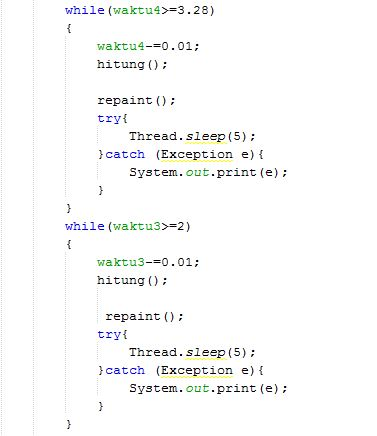 while(waktu4>=3.28)
{
waktu4-=0.01;
hitung();
repaint();
try{
Thread.sleep(5);
}catch (Exception e){
System.out.print(e);
}
}
while(waktu3>=2)
{
waktu3-=0.01;
hitung();
repaint();
try{
Thread.sleep(5);
}catch (Exception e){
System.out.print(e);
}
}